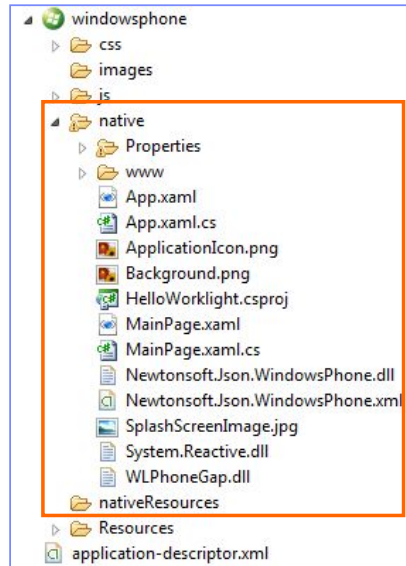 windowsphone
css
images
js
native
Properties
www
App.xaml
App.xaml.cs
ApplicationIcon.png
Background.png
HelloWorklight.csproj
MainPage.xaml
MainPage.xaml.cs
Newtonsoft.Json.WindowsPhone.dll
Newtonsoft.Json.WindowsPhone.xml
SplashScreenImage.jpg
System.Reactive.dll
WLPhoneGap.dll
nativeResources
Resources
application-descriptor.xml